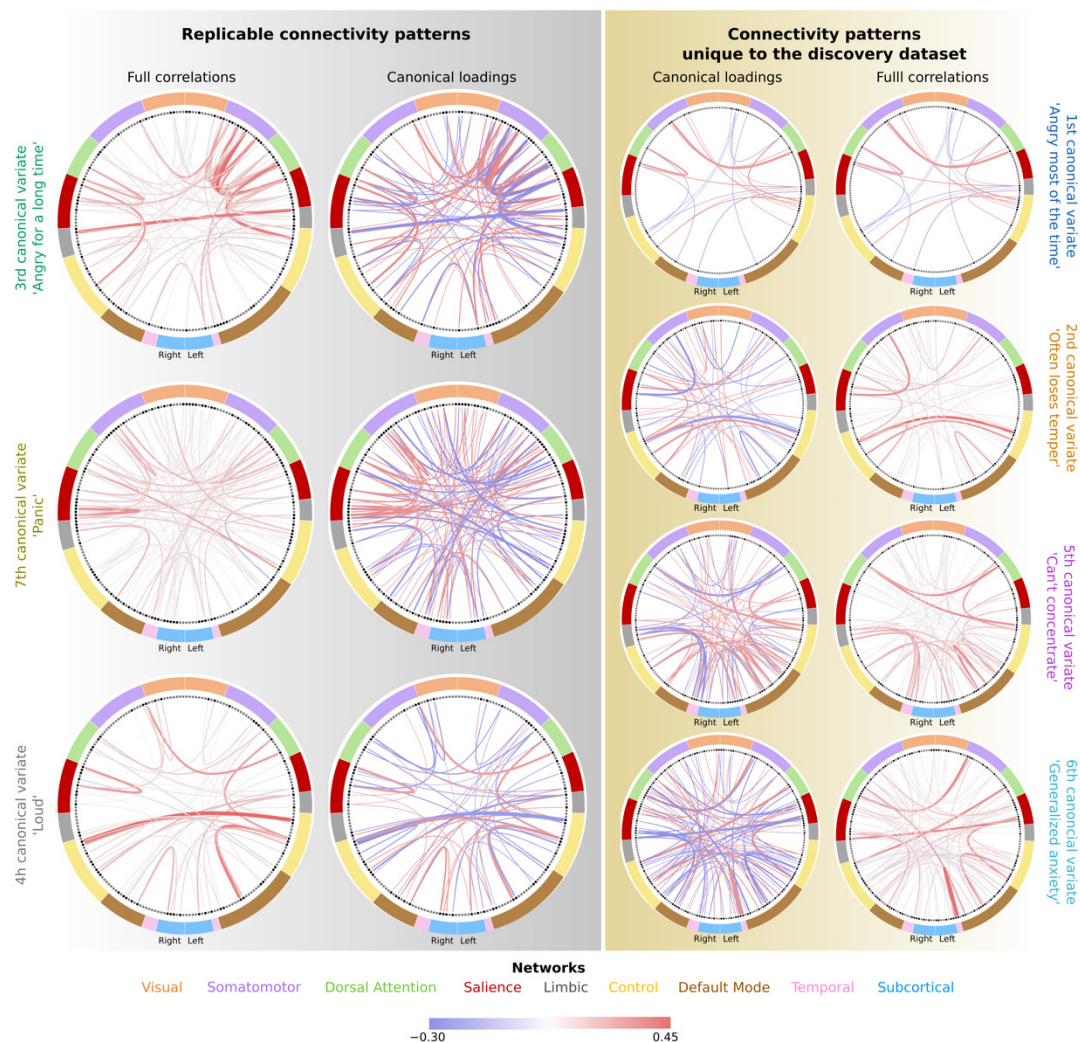 Replicable connectivity patterns
Full correlations
Canonical loadings
3rd canonical variate
'Angry for a long time'
Right Left
Right Left
7th canonical variate
'Panic'
Right Left
Right Left
4h canonical variate
'Loud'
Right Left
Right Left
Connectivity patterns
unique to the discovery dataset
Canonical loadings
Fulll correlations
1st canonical variate
'Angry most of the time'
Right Left
Right Left
2nd canonical variate
'Often loses temper'
Right Left
Right Left
5th canonical variate
'Can't concentrate'
Right Left
Right Left
6th canoncial variate
'Generalized anxiety'
Right Left
Right Left
Networks
Visual Somatomotor Dorsal Attention Salience Limbic Control Default Mode Temporal Subcortical
−0.30 0.45